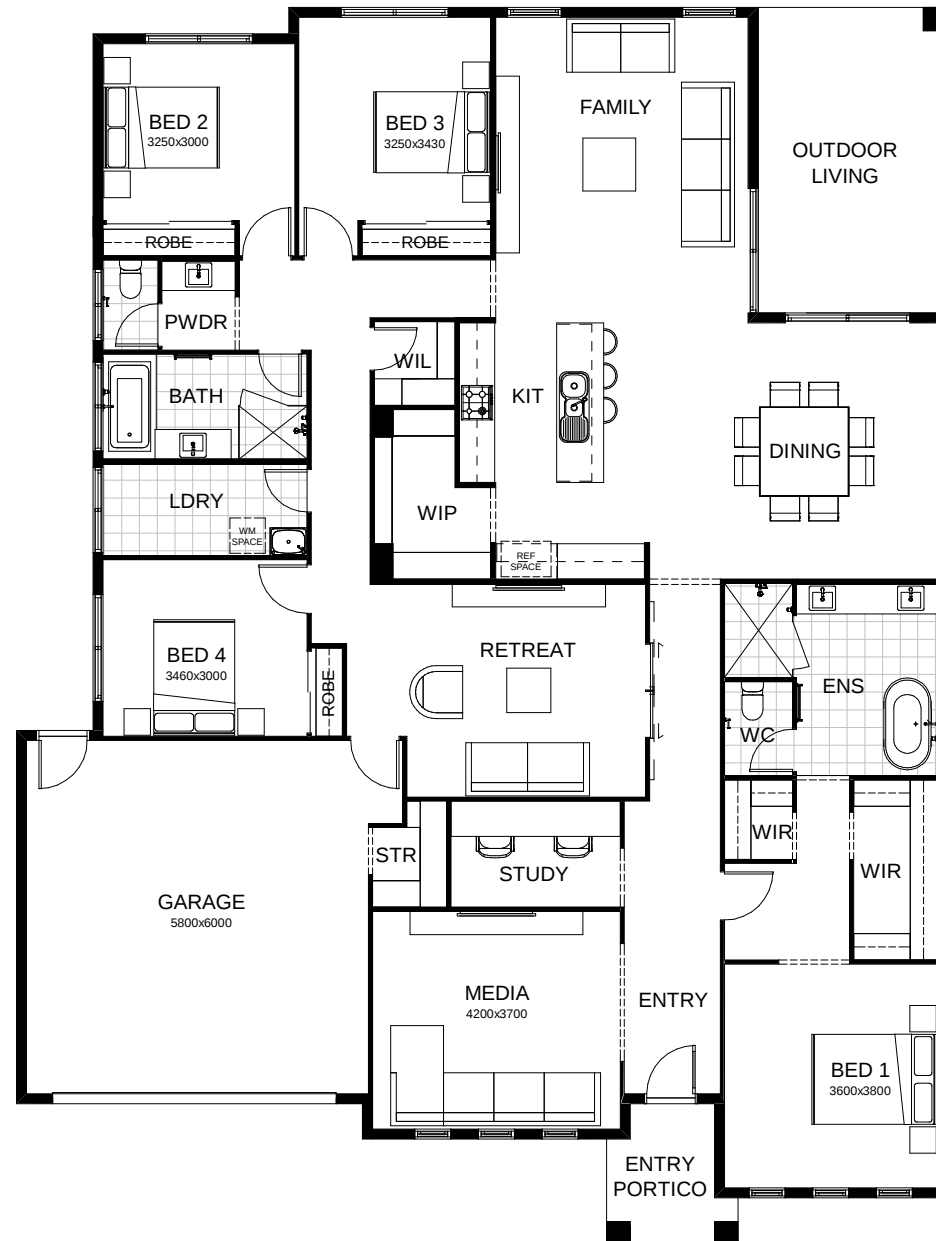 BED 2
3250x3000
BED 3
3250x3430
FAMILY
OUTDOOR
LIVING
ROBE
ROBE
PWDR
WIL
BATH
KIT
DINING
LDRY
WM
SPACE
WIP
REF
SPACE
BED 4
3460x3000
ROBE
RETREAT
ENS
WC
WIR
WIR
STR
STUDY
GARAGE
5800x6000
MEDIA
4200x3700
ENTRY
BED 1
3600x3800
ENTRY
PORTICO